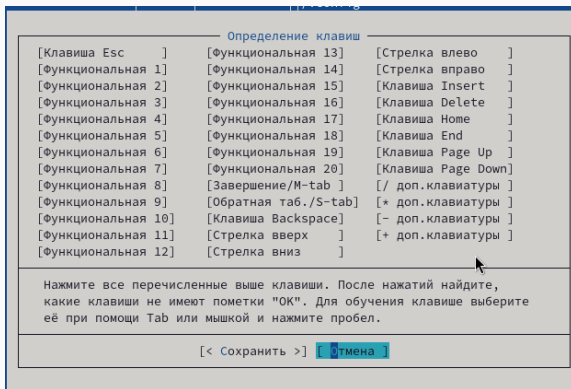 Определение клавиш
[Клавиша Esc ] [Функциональная 13] [Стрелка влево ]
[Функциональная 1] [Функциональная 14] [Стрелка вправо ]
[Функциональная 2] [Функциональная 15] [Клавиша Insert ]
[Функциональная 3] [Функциональная 16] [Клавиша Delete ]
[Функциональная 4] [Функциональная 17] [Клавиша Home ]
[Функциональная 5] [Функциональная 18] [Клавиша End ]
[Функциональная 6] [Функциональная 19] [Клавиша Page Up ]
[Функциональная 7] [Функциональная 20] [Клавиша Page Down]
[Функциональная 8] [Завершение/M-tab ] [/ доп.клавиатуры ]
[Функциональная 9] [Обратная таб./S-tab] [* доп.клавиатуры ]
[Функциональная 10] [Клавиша Backspace] [- доп.клавиатуры ]
[Функциональная 11] [Стрелка вверх ] [+ доп.клавиатуры ]
[Функциональная 12] [Стрелка вниз ]
Нажмите все перечисленные выше клавиши. После нажатий найдите,
какие клавиши не имеют пометки "OK". Для обучения клавише выберите
её при помощи Tab или мышкой и нажмите пробел.
[< Сохранить >] [ Отмена ]